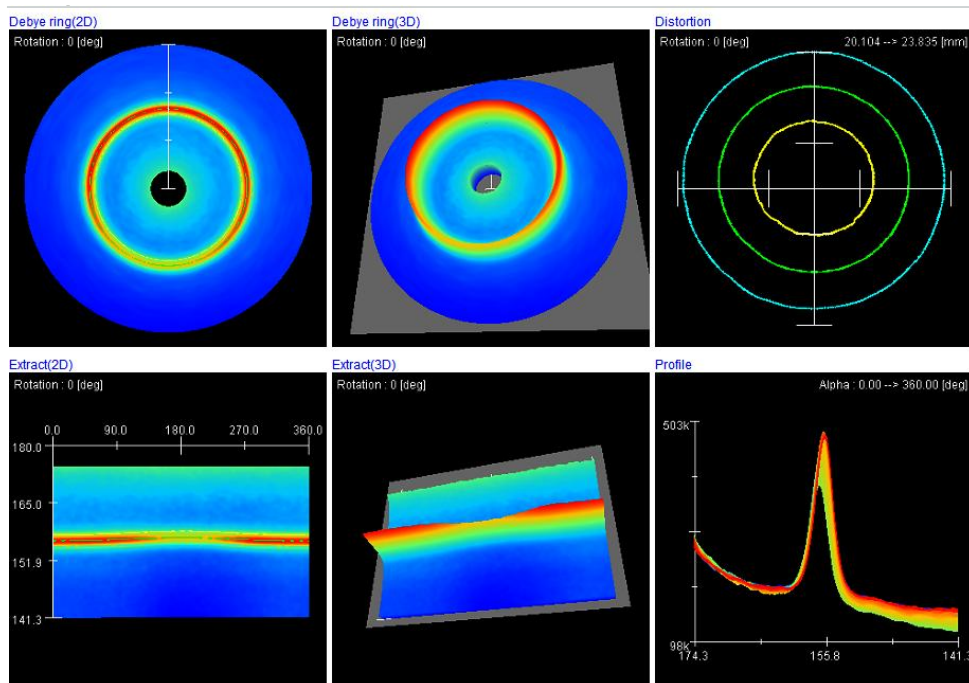 Debye ring(2D)
Rotation : 0 [deg]
Debye ring(3D)
Rotation : 0 [deg]
Distortion
Rotation : 0 [deg]
20.104 --> 23.835 [mm]
Extract(2D)
Rotation : 0 [deg]
0.0 90.0 180.0 270.0 360.0
180.0
165.0
151.9
141.3
Extract(3D)
Rotation : 0 [deg]
Profile
Alpha : 0.00 --> 360.00 [deg]
503k
98k
174.3 155.8 141.3